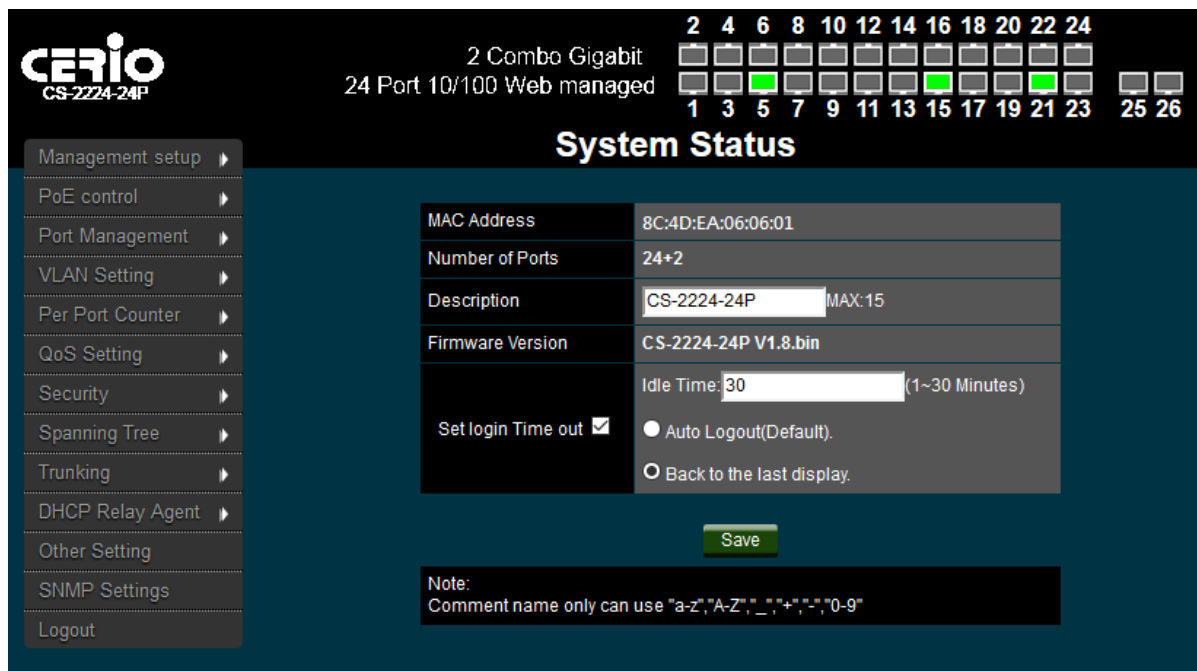 2 4 6 8 10 12 14 16 18 20 22 24
CERIO
CS-2224-24P
2 Combo Gigabit
24 Port 10/100 Web managed
1 3 5 7 9 11 13 15 17 19 21 23 25 26
System Status
Management setup
PoE control
Port Management
VLAN Setting
Per Port Counter
QoS Setting
Security
Spanning Tree
Trunking
DHCP Relay Agent
Other Setting
SNMP Settings
Logout
MAC Address 8C:4D:EA:06:06:01
Number of Ports 24+2
Description CS-2224-24P MAX:15
Firmware Version CS-2224-24P V1.8.bin
Set login Time out
Idle Time: 30 (1~30 Minutes)
Auto Logout(Default).
Back to the last display.
Save
Note:
Comment name only can use "a-z","A-Z","_","+","-","0-9"